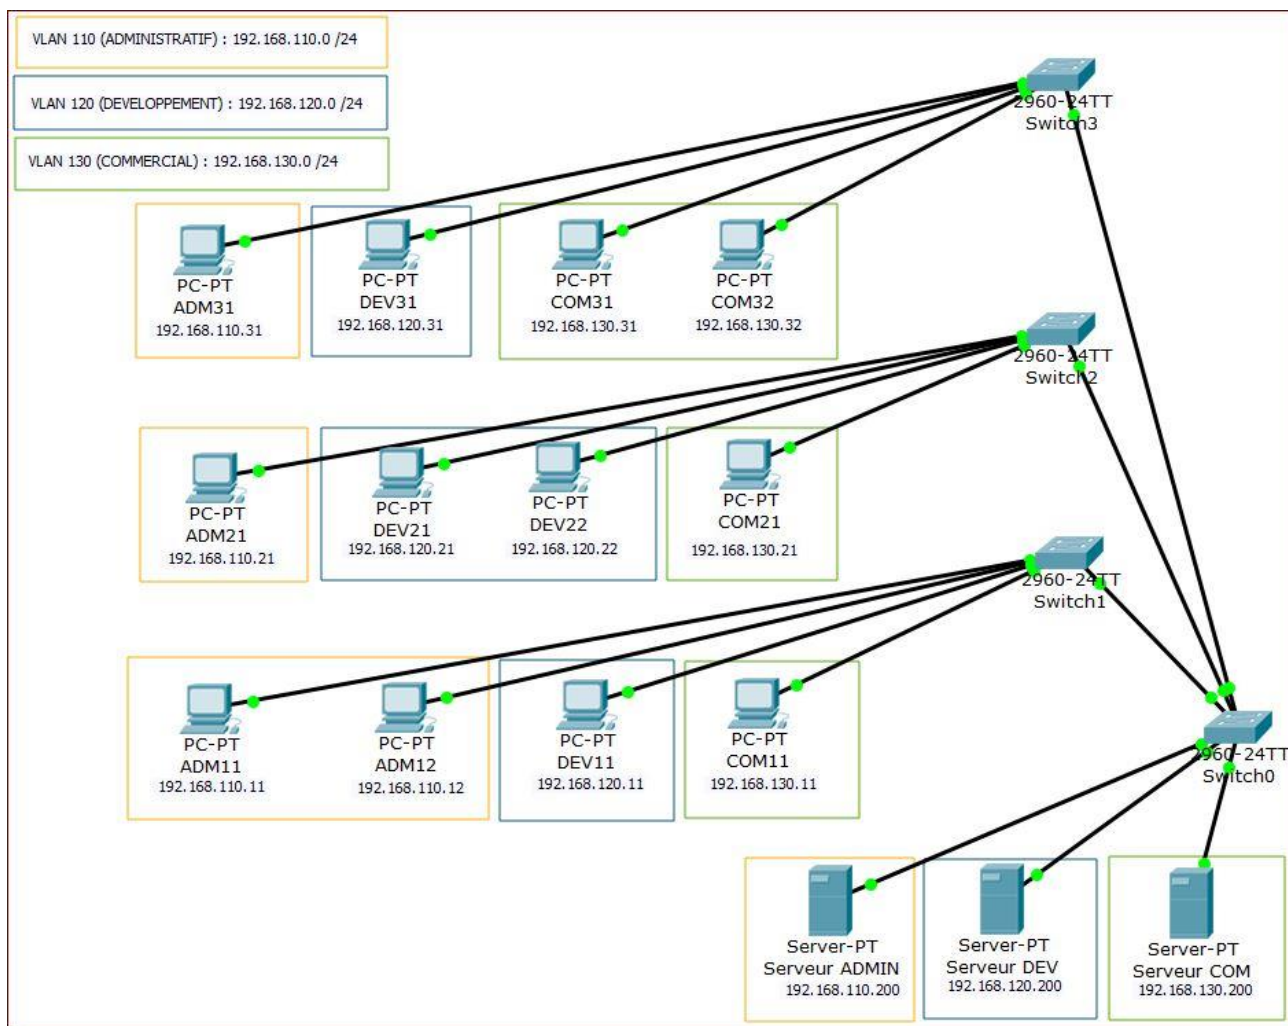 VLAN 110 (ADMINISTRATIF) : 192.168.110.0 /24
VLAN 120 (DEVELOPPEMENT) : 192.168.120.0 /24
VLAN 130 (COMMERCIAL) : 192.168.130.0 /24
2960-24TT
Switch3
PC-PT
ADM31
192.168.110.31
PC-PT
DEV31
192.168.120.31
PC-PT
COM31
192.168.130.31
PC-PT
COM32
192.168.130.32
2960-24TT
Switch2
PC-PT
ADM21
192.168.110.21
PC-PT
DEV21
192.168.120.21
PC-PT
DEV22
192.168.120.22
PC-PT
COM21
192.168.130.21
2960-24TT
Switch1
PC-PT
ADM11
192.168.110.11
PC-PT
ADM12
192.168.110.12
PC-PT
DEV11
192.168.120.11
PC-PT
COM11
192.168.130.11
2960-24TT
Switch0
Server-PT
Serveur ADMIN
192.168.110.200
Server-PT
Serveur DEV
192.168.120.200
Server-PT
Serveur COM
192.168.130.200